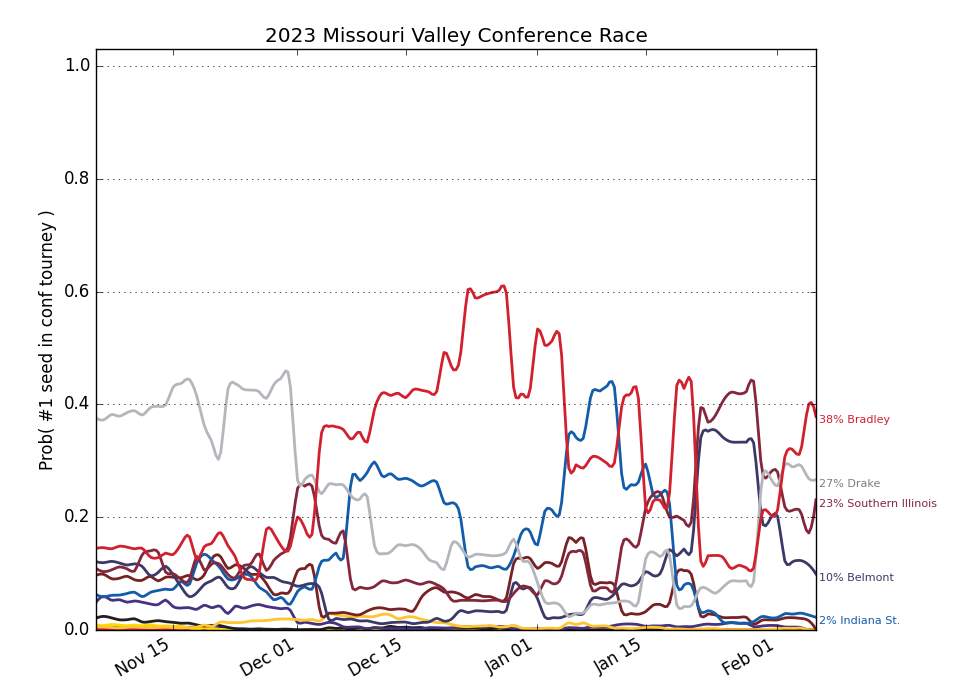 2023 Missouri Valley Conference Race
Prob( #1 seed in conf tourney )
1.0
0.8
0.6
0.4
0.2
0.0
38% Bradley
27% Drake
23% Southern Illinois
10% Belmont
2% Indiana St.
Nov 15
Dec 01
Dec 15
Jan 01
Jan 15
Feb 01